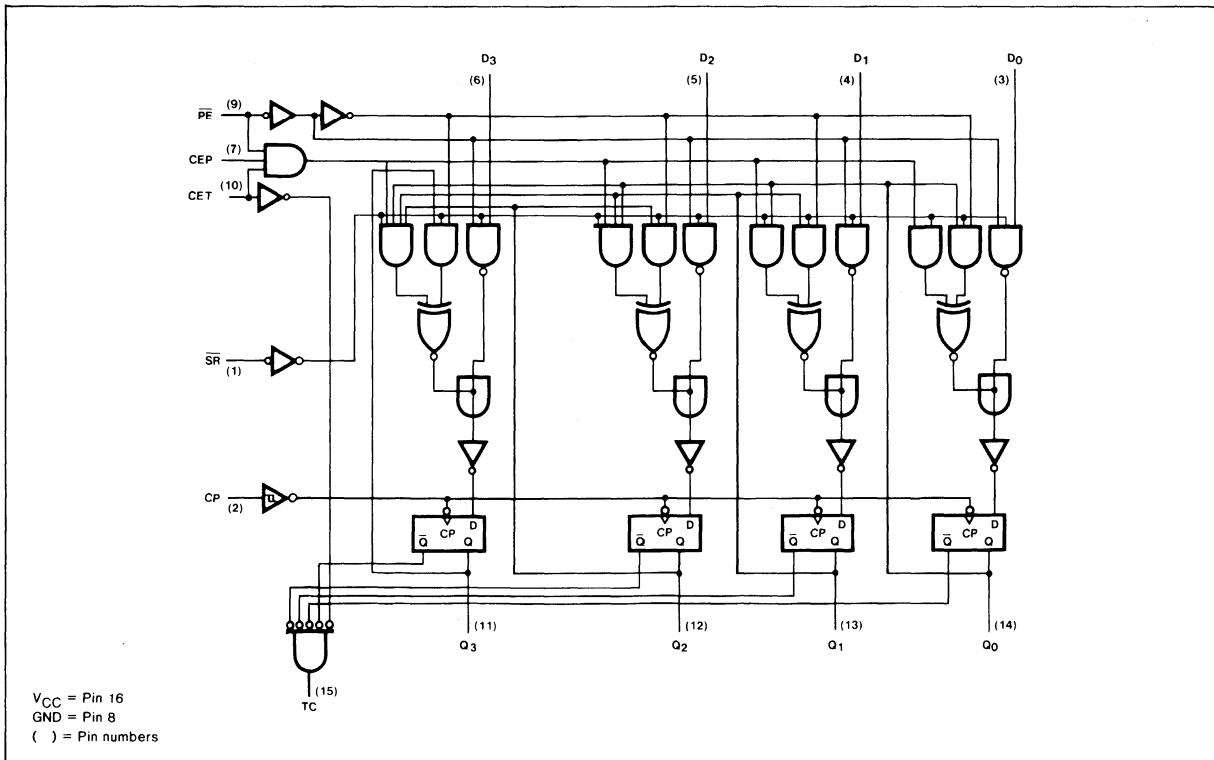 D3 D2 D1 D0
(6) (5) (4) (3)
PE (9)
CEP (7)
CET (10)
SR (1)
CP (2)
CP D CP D CP D CP D
Q Q Q Q Q Q Q Q
(11) (12) (13) (14)
Q3 Q2 Q1 Q0
(15)
TC
VCC = Pin 16
GND = Pin 8
( ) = Pin numbers